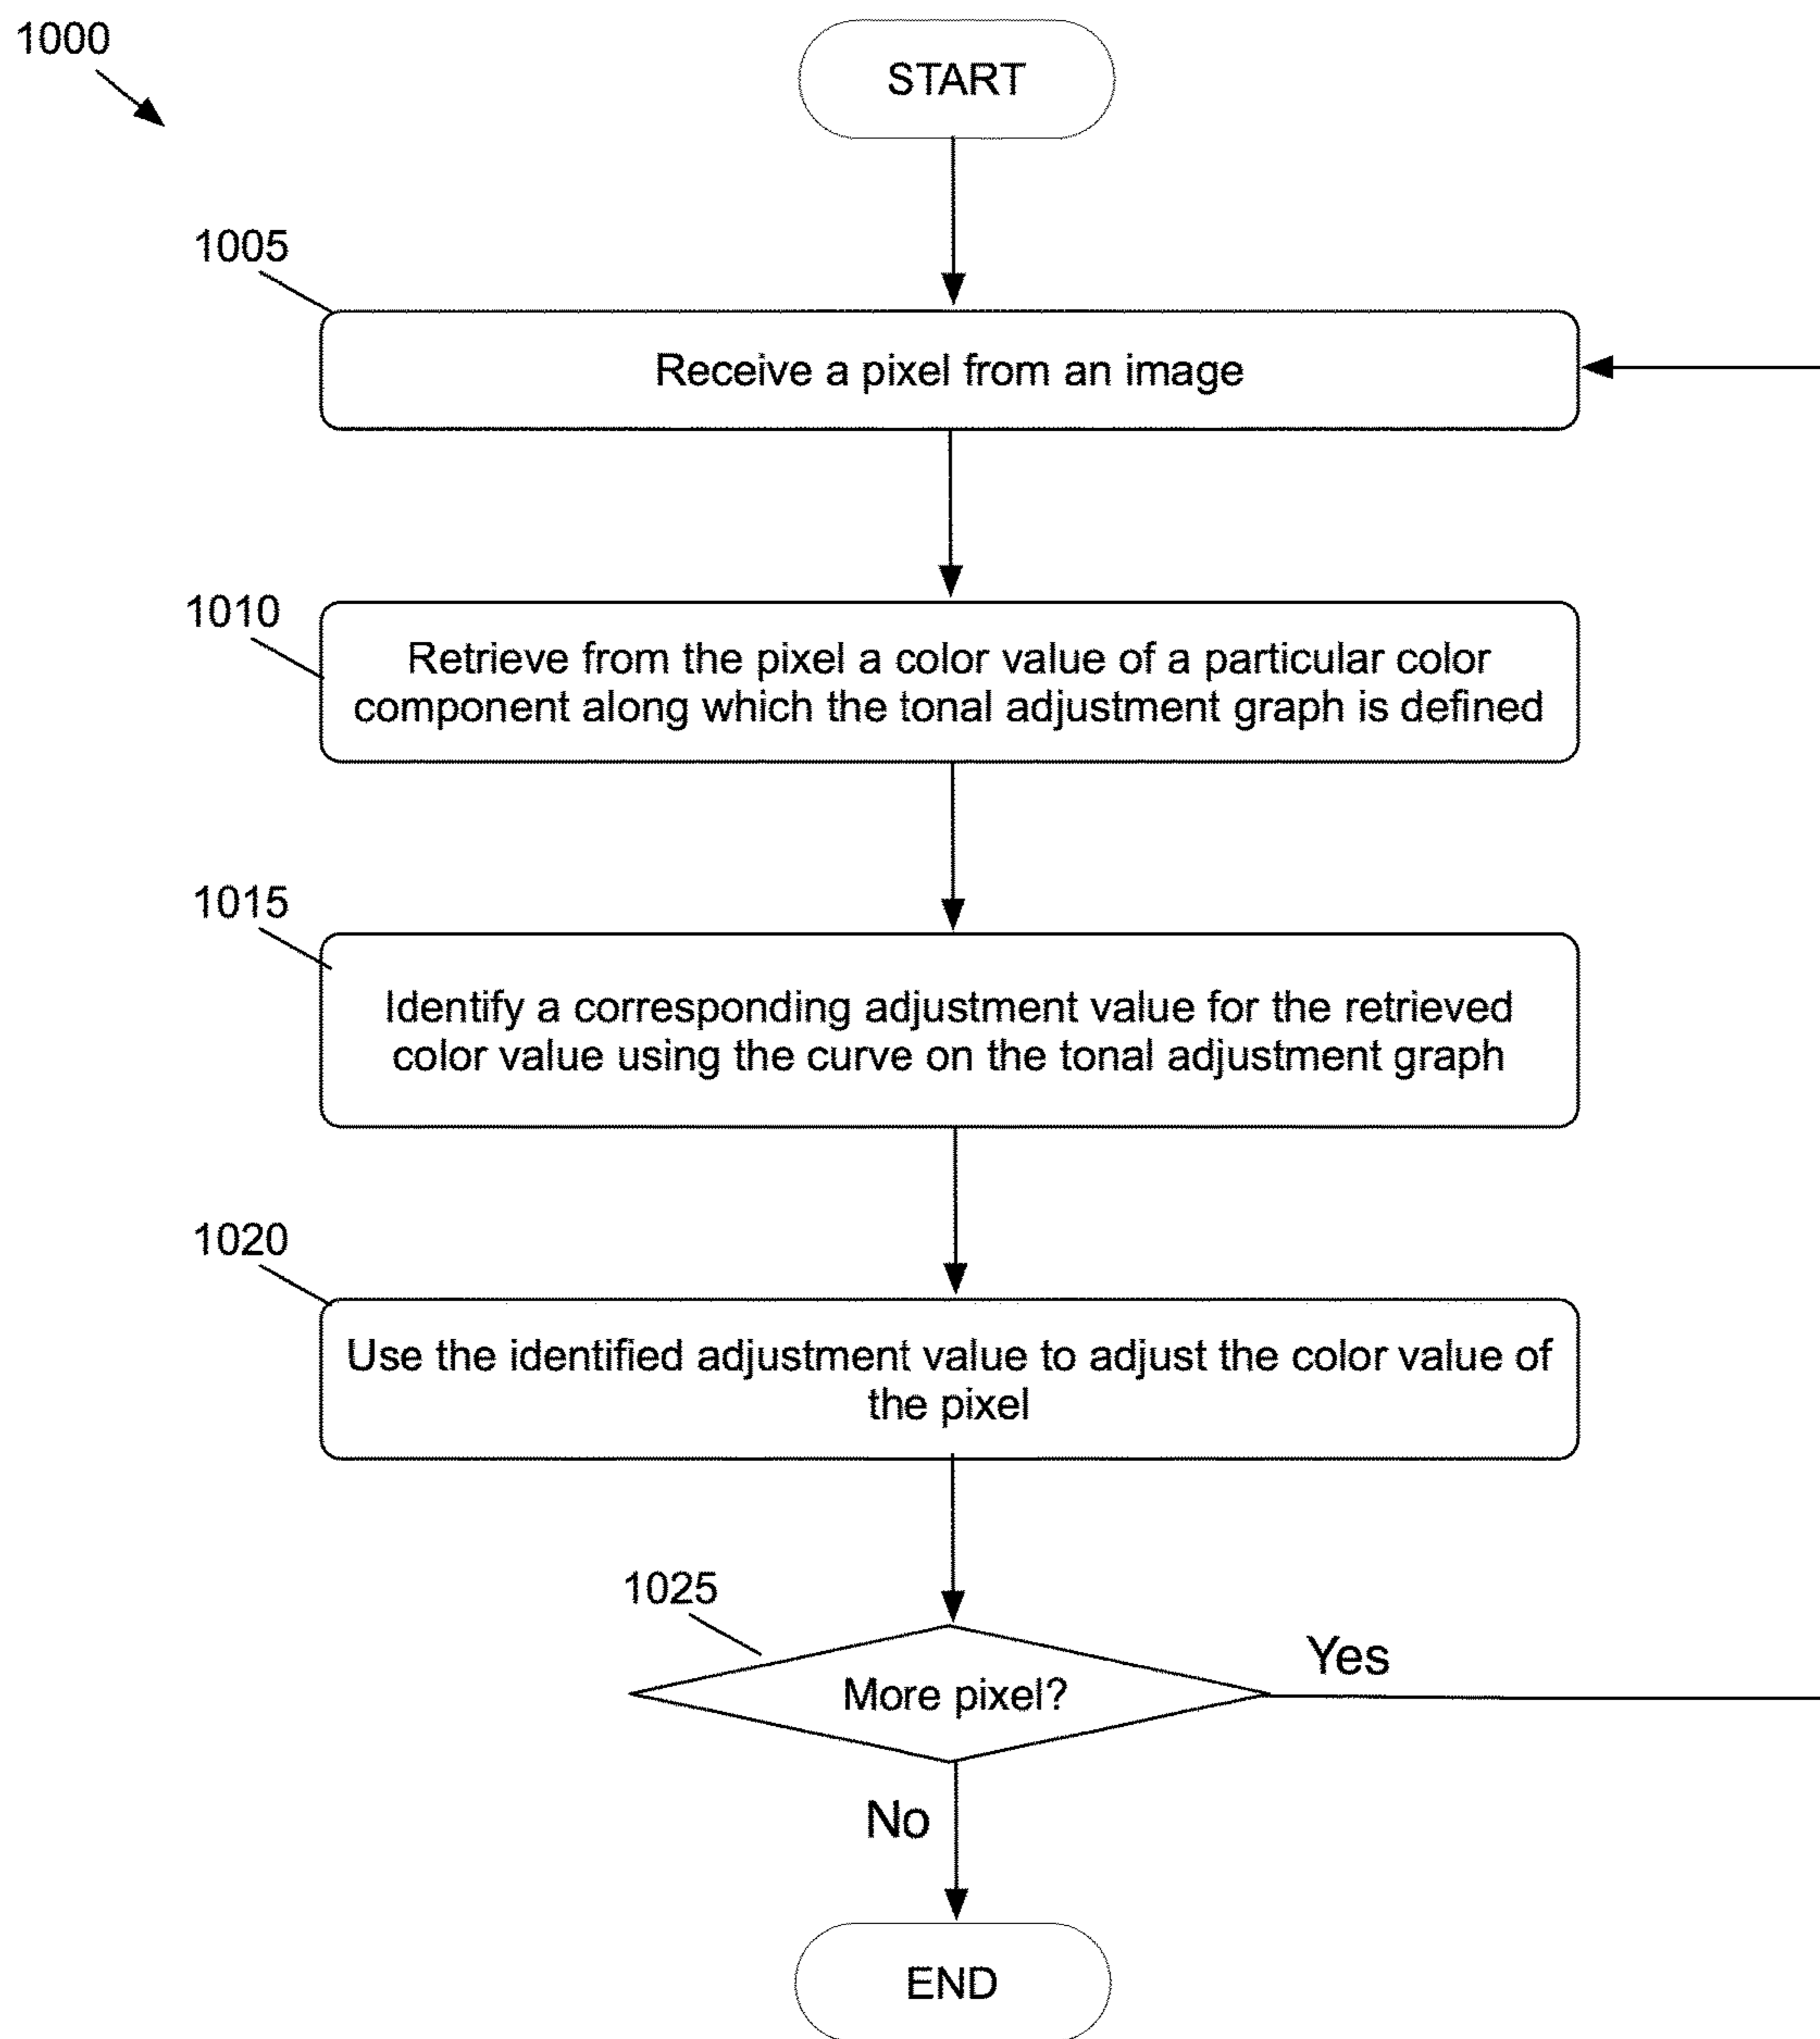 1000
START
1005
Receive a pixel from an image
1010
Retrieve from the pixel a color value of a particular color
component along which the tonal adjustment graph is defined
1015
Identify a corresponding adjustment value for the retrieved
color value using the curve on the tonal adjustment graph
1020
Use the identified adjustment value to adjust the color value of
the pixel
1025
More pixel?
Yes
No
END